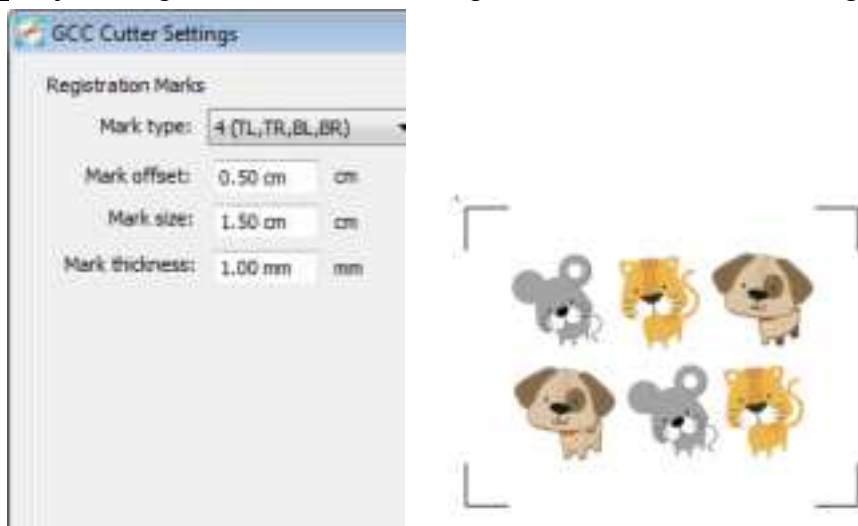 GCC Cutter Settings
Registration Marks
Mark type: 4 (TL,TR,BL,BR)
Mark offset: 0.50 cm cm
Mark size: 1.50 cm cm
Mark thickness: 1.00 mm mm